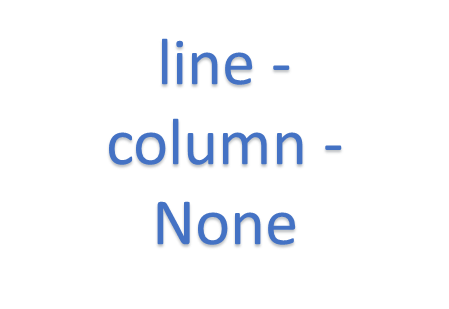 line -
column -
None